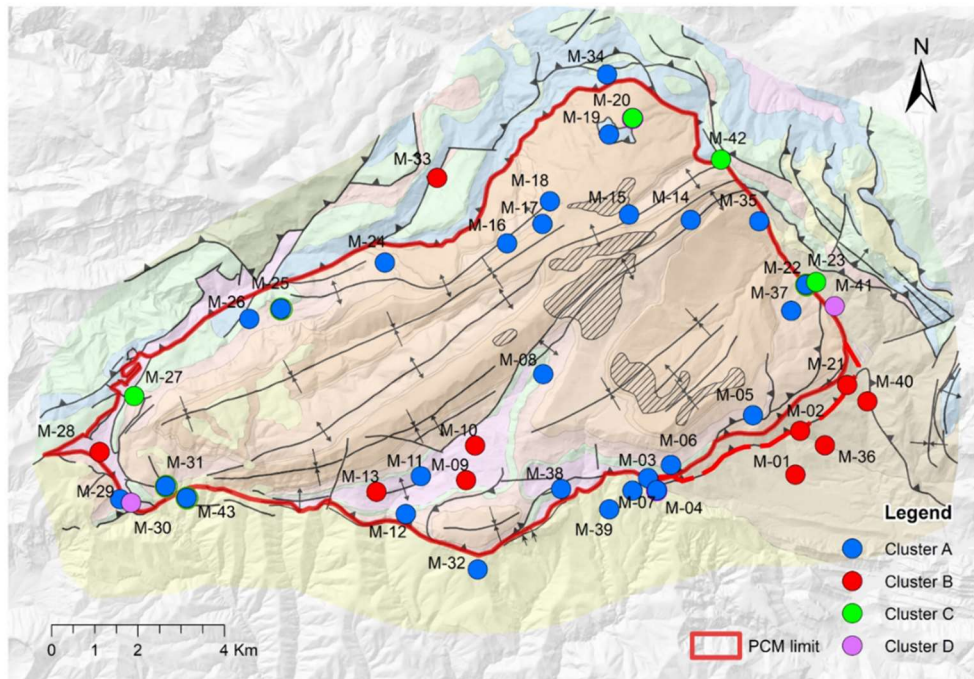 M-34
N
M-20
M-19
M-42
M-33
M-18
M-17
M-15
M-14
M-35
M-16
M-24
M-23
M-22
M-25
M-41
M-26
M-37
M-08
M-27
M-21
M-40
M-05
M-02
M-28
M-10
M-06
M-36
M-31
M-11
M-09
M-03
M-01
M-13
M-38
M-29
M-07
M-04
M-30
M-43
M-12
M-39
Legend
M-32
Cluster A
Cluster B
Cluster C
0 1 2 4 Km
PCM limit
Cluster D